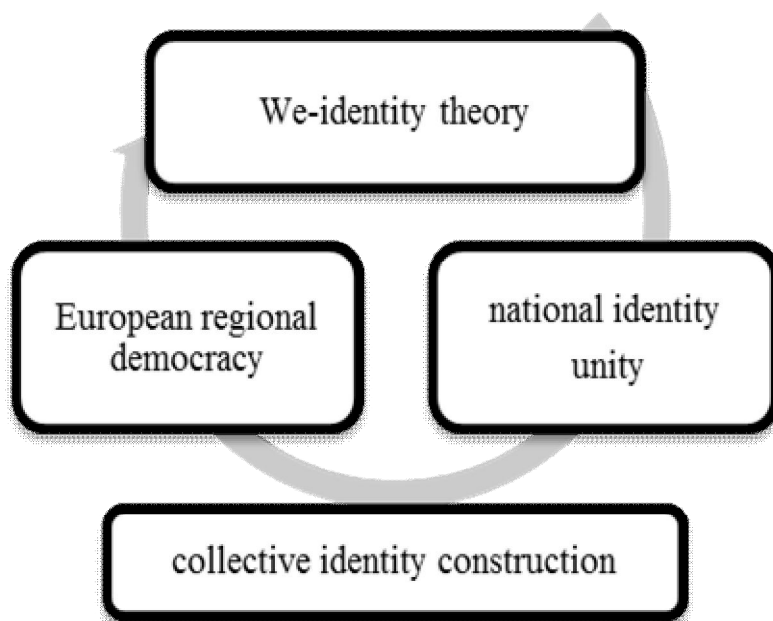 We-identity theory
European regional
democracy
national identity
unity
collective identity construction